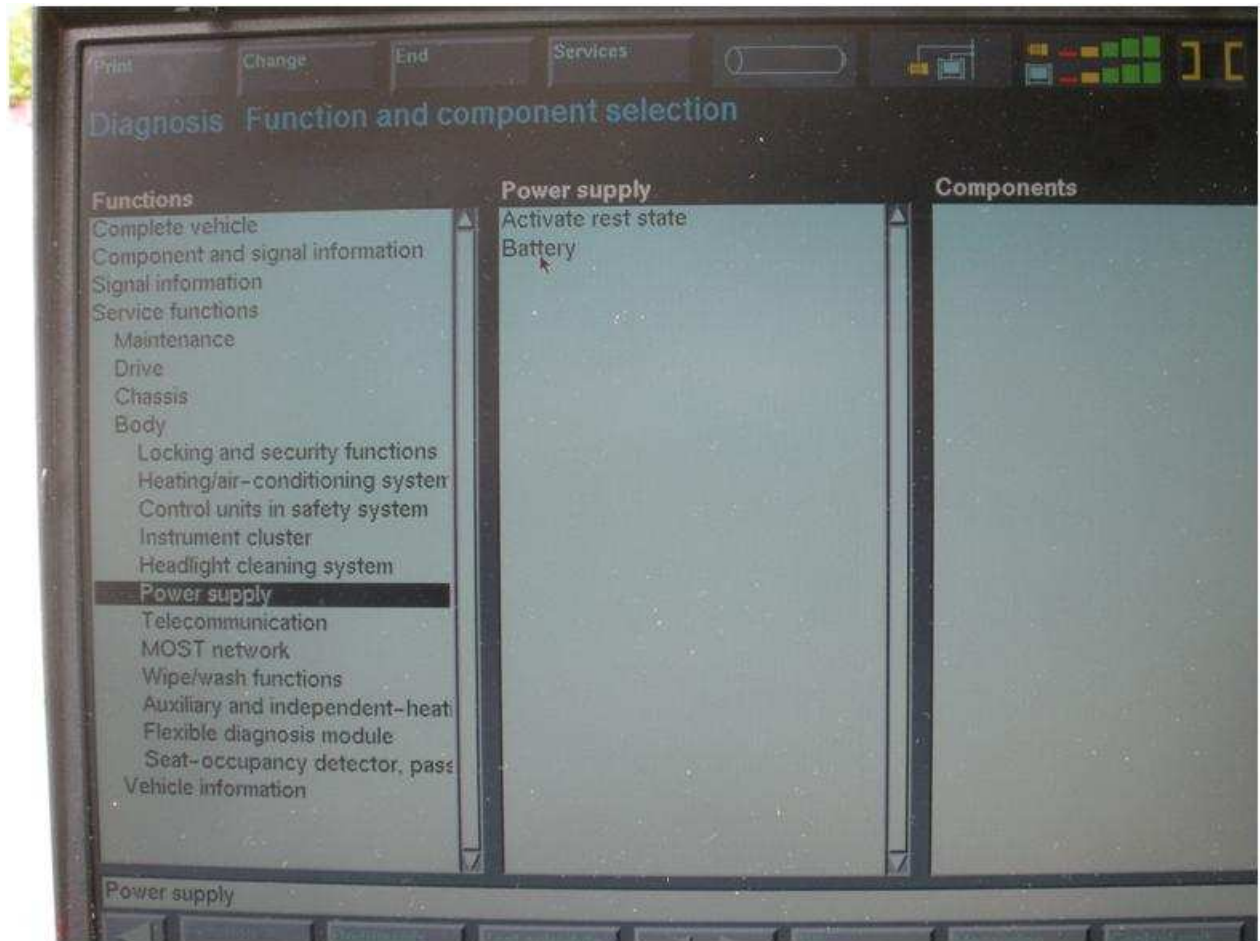 Print
Change
End
Services
Diagnosis Function and component selection
Functions
Complete vehicle
Component and signal information
Signal information
Service functions
Maintenance
Drive
Chassis
Body
Locking and security functions
Heating/air-conditioning system
Control units in safety system
Instrument cluster
Headlight cleaning system
Power supply
Telecommunication
MOST network
Wipe/wash functions
Auxiliary and independent-heati
Flexible diagnosis module
Seat-occupancy detector, pass
Vehicle information
Power supply
Activate rest state
Battery
Components
Power supply